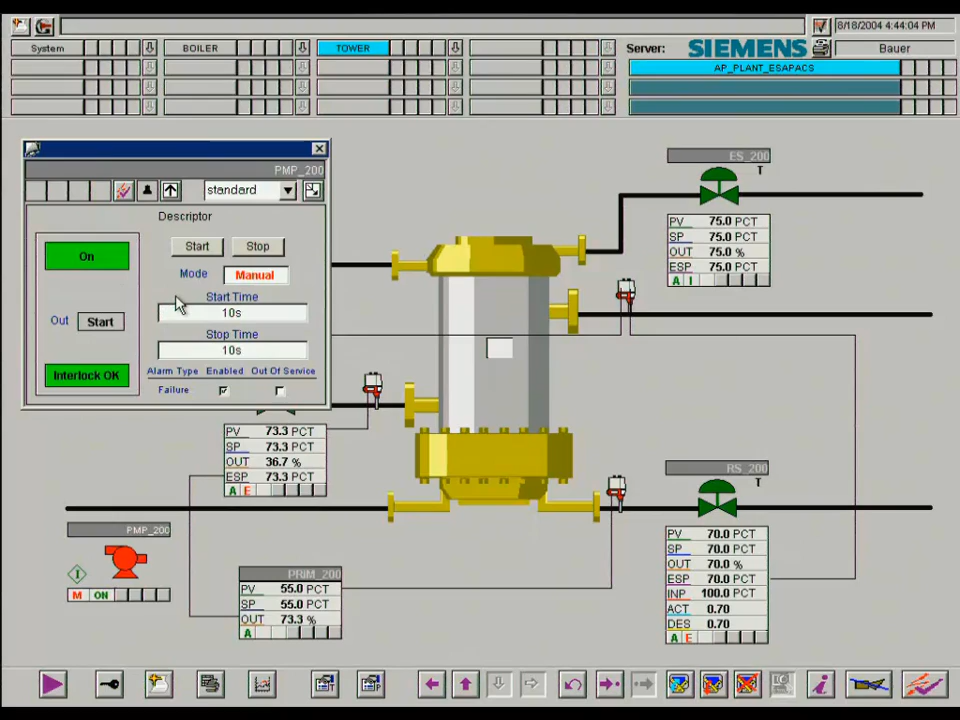 8/18/2004 4:44:04 PM
System BOILER TOWER Server: SIEMENS Bauer
AP_PLANT_ESAPACS
PMP_200
standard
Descriptor
On
Start Stop
Mode Manual
Start Time
10s
Out Start
Stop Time
10s
Interlock OK
Alarm Type Enabled Out Of Service
Failure
ES_200
T
PV 75.0 PCT
SP 75.0 PCT
OUT 75.0 %
ESP 75.0 PCT
A I
PV 73.3 PCT
SP 73.3 PCT
OUT 36.7 %
ESP 73.3 PCT
A E
PMP_200
I
M ON
PRIM_200
PV 55.0 PCT
SP 55.0 PCT
OUT 73.3 %
A
RS_200
T
PV 70.0 PCT
SP 70.0 PCT
OUT 70.0 %
ESP 70.0 PCT
INP 100.0 PCT
ACT 0.70
DES 0.70
A E